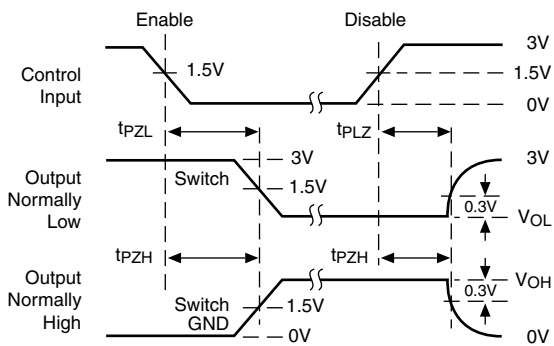 Enable Disable
3V
Control Input
1.5V
1.5V
0V
tPZL
tPLZ
3V
3V
Output Normally Low
Switch
1.5V
0.3V
VOL
tPZH
tPZH
VOH
Output Normally High
Switch GND
1.5V
0.3V
0V
0V